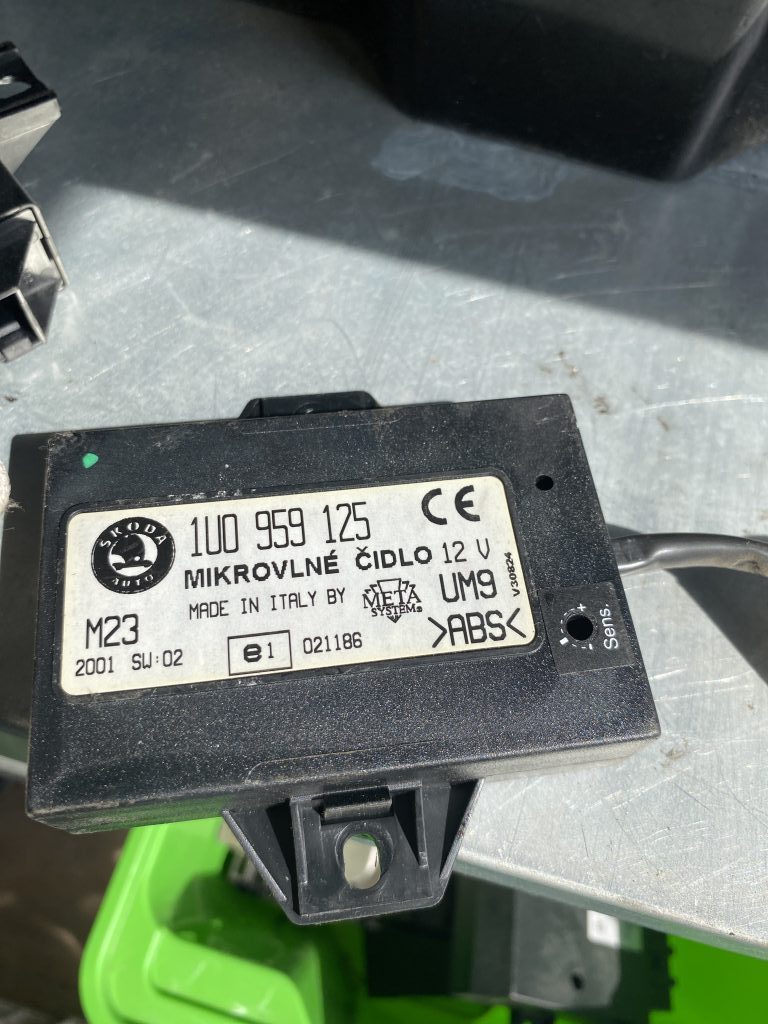 ŠKODA
AUTO
1U0 959 125
CE
MIKROVLNÉ ČIDLO 12 V
MADE IN ITALY BY META SYSTEM®
UM9
V30824
M23
2001 SW:02
e1 021186
>ABS<
+
Sens.